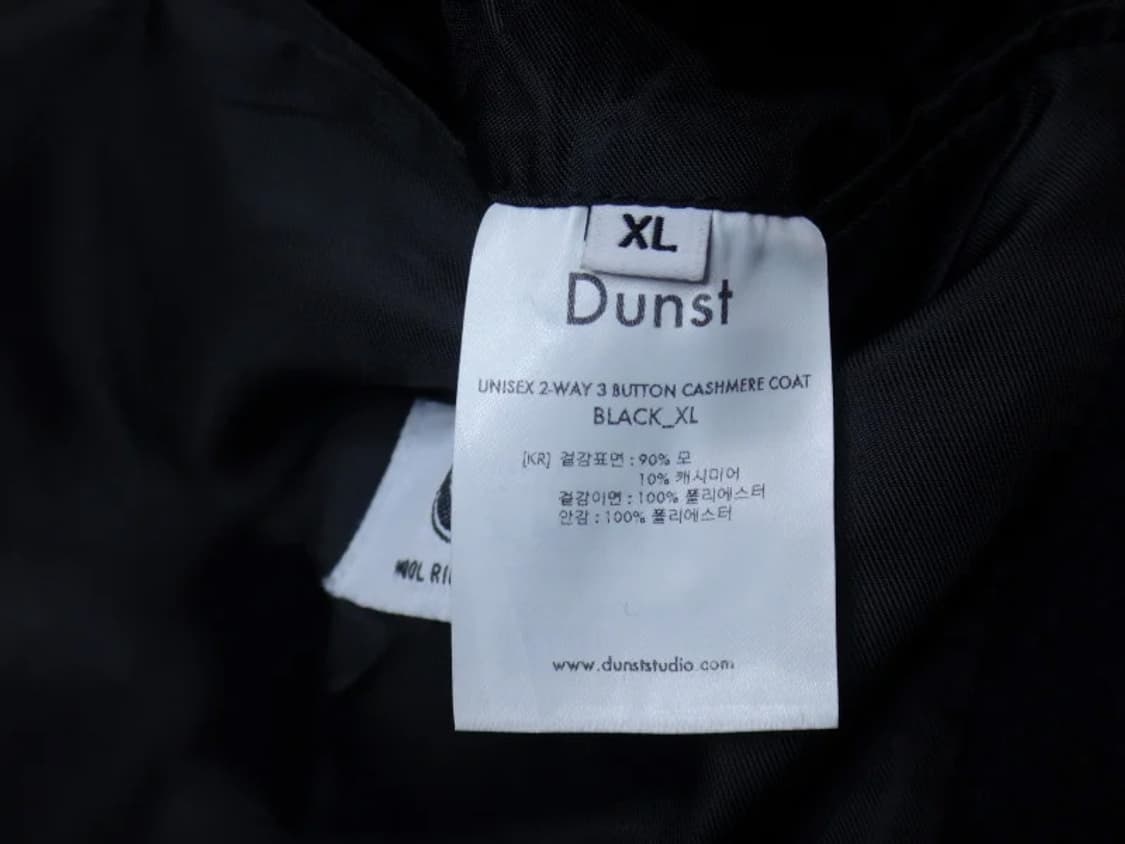 XL
Dunst
UNISEX 2-WAY 3 BUTTON CASHMERE COAT
BLACK_XL
[KR] 겉감표면 : 90% 모
10% 캐시미어
겉감이면 : 100% 폴리에스터
안감 : 100% 폴리에스터
www.dunststudio.com